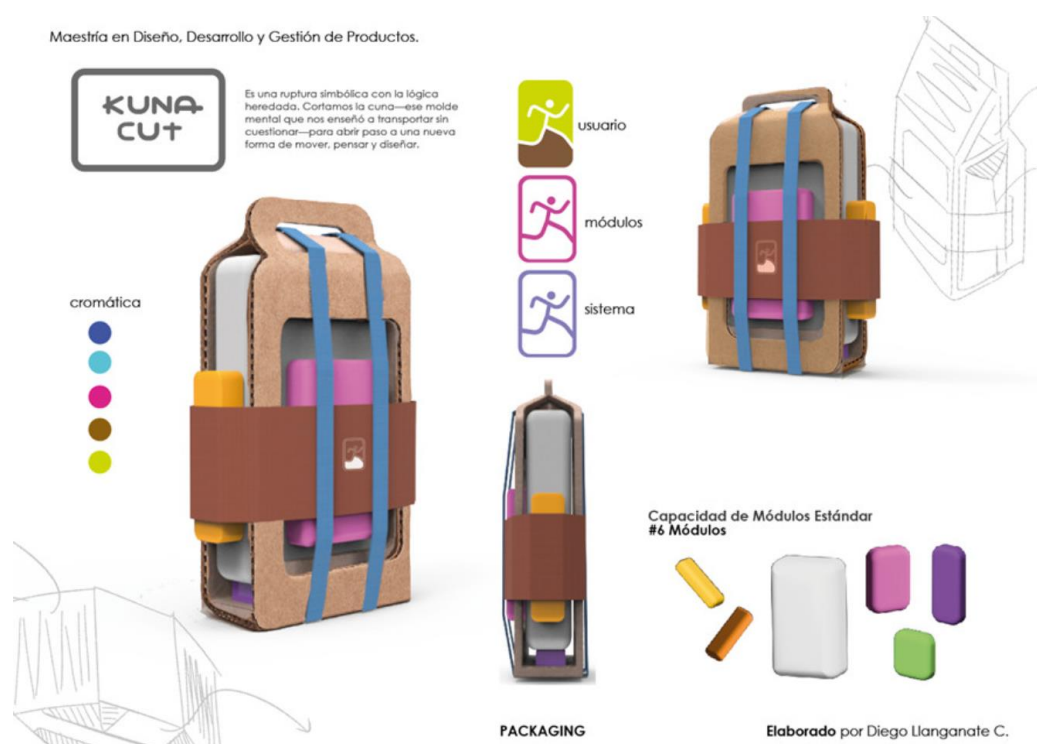 Maestría en Diseño, Desarrollo y Gestión de Productos.
KUNA
CUT
Es una ruptura simbólica con la lógica
heredada. Cortamos la cuna—ese molde
mental que nos enseñó a transportar sin
cuestionar—para abrir paso a una nueva
forma de mover, pensar y diseñar.
usuario
módulos
sistema
cromática
Capacidad de Módulos Estándar
#6 Módulos
PACKAGING
Elaborado por Diego Llanganate C.